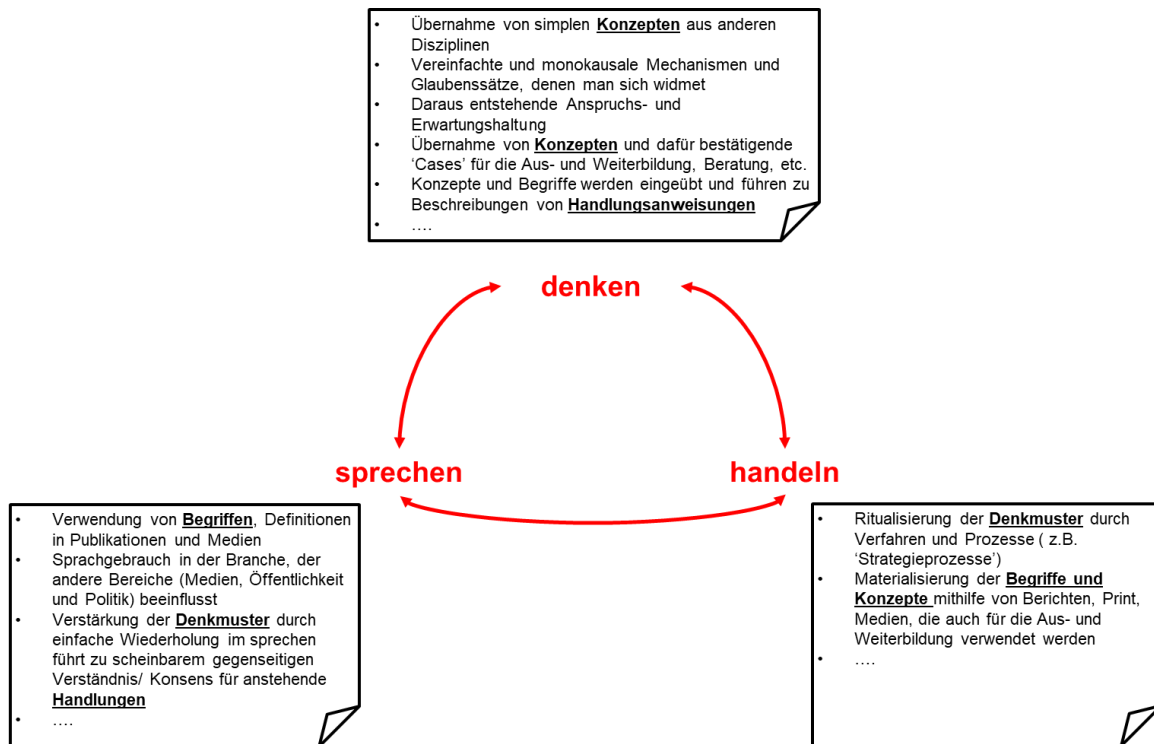 • Übernahme von simplen Konzepten aus anderen
Disziplinen
• Vereinfachte und monokausale Mechanismen und
Glaubenssätze, denen man sich widmet
• Daraus entstehende Anspruchs- und
Erwartungshaltung
• Übernahme von Konzepten und dafür bestätigende
‘Cases’ für die Aus- und Weiterbildung, Beratung, etc.
• Konzepte und Begriffe werden eingeübt und führen zu
Beschreibungen von Handlungsanweisungen
• ….
denken
sprechen
handeln
• Verwendung von Begriffen, Definitionen
in Publikationen und Medien
• Sprachgebrauch in der Branche, der
andere Bereiche (Medien, Öffentlichkeit
und Politik) beeinflusst
• Verstärkung der Denkmuster durch
einfache Wiederholung im sprechen
führt zu scheinbarem gegenseitigen
Verständnis/ Konsens für anstehende
Handlungen
• ….
• Ritualisierung der Denkmuster durch
Verfahren und Prozesse ( z.B.
‘Strategieprozesse’)
• Materialisierung der Begriffe und
Konzepte mithilfe von Berichten, Print,
Medien, die auch für die Aus- und
Weiterbildung verwendet werden
• ….